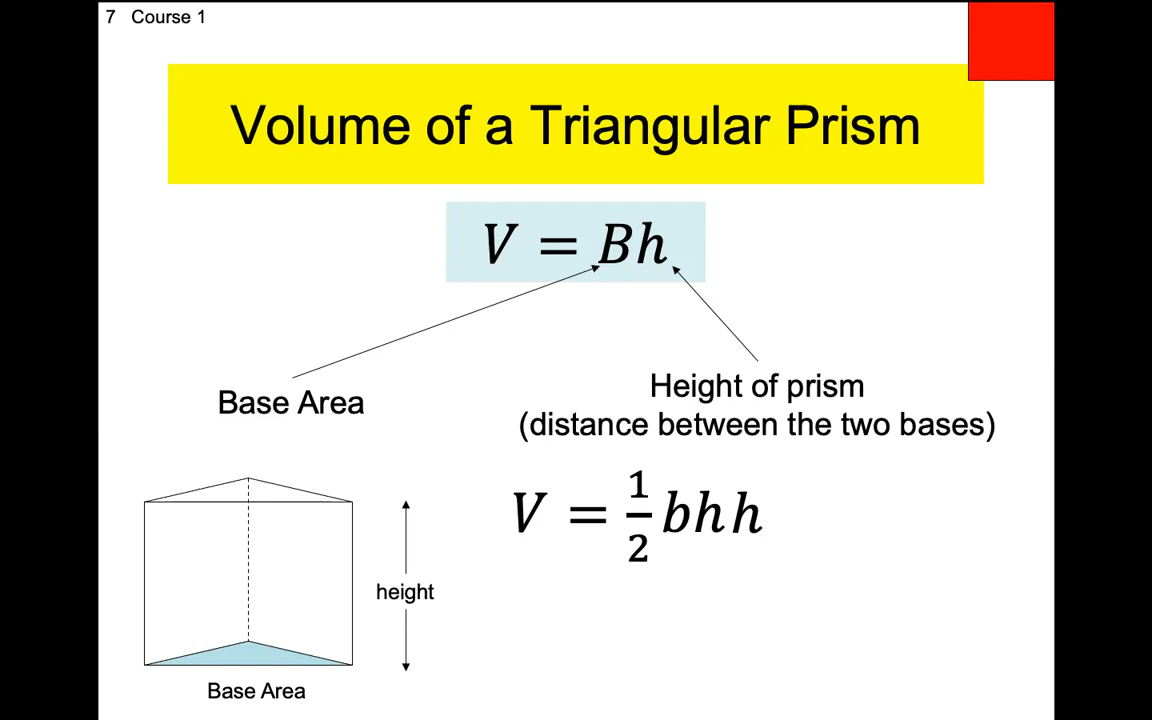 7 Course 1
Volume of a Triangular Prism
V = Bh
Base Area
Height of prism
(distance between the two bases)
V = 1/2 bhh
height
Base Area